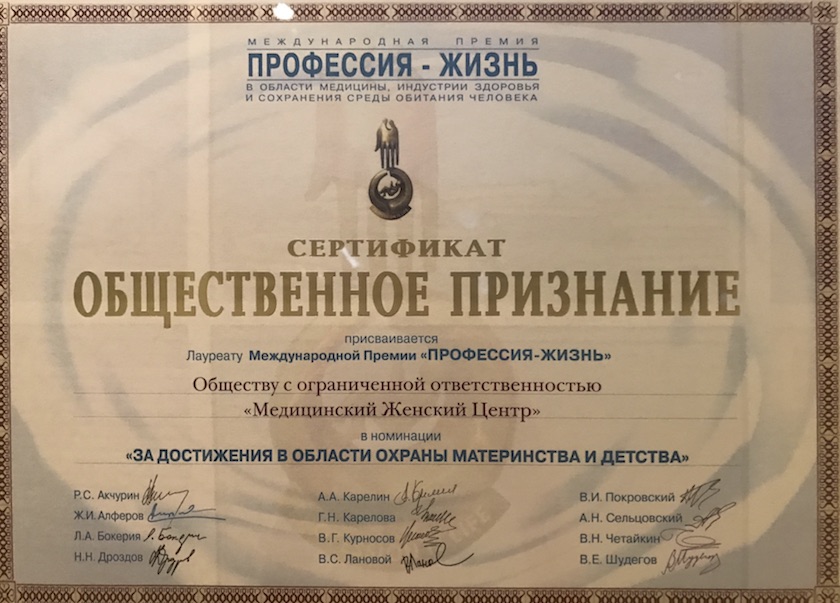 МЕЖДУНАРОДНАЯ ПРЕМИЯ
ПРОФЕССИЯ - ЖИЗНЬ
В ОБЛАСТИ МЕДИЦИНЫ, ИНДУСТРИИ ЗДОРОВЬЯ
И СОХРАНЕНИЯ СРЕДЫ ОБИТАНИЯ ЧЕЛОВЕКА
СЕРТИФИКАТ
ОБЩЕСТВЕННОЕ ПРИЗНАНИЕ
присваивается
Лауреату Международной Премии «ПРОФЕССИЯ-ЖИЗНЬ»
Обществу с ограниченной ответственностью
«Медицинский Женский Центр»
в номинации
«ЗА ДОСТИЖЕНИЯ В ОБЛАСТИ ОХРАНЫ МАТЕРИНСТВА И ДЕТСТВА»
Р.С. Акчурин
Ж.И. Алферов
Л.А. Бокерия
Н.Н. Дроздов
А.А. Карелин
Г.Н. Карелова
В.Г. Курносов
В.С. Лановой
В.И. Покровский
А.Н. Сельцовский
В.Н. Четайкин
В.Е. Шудегов